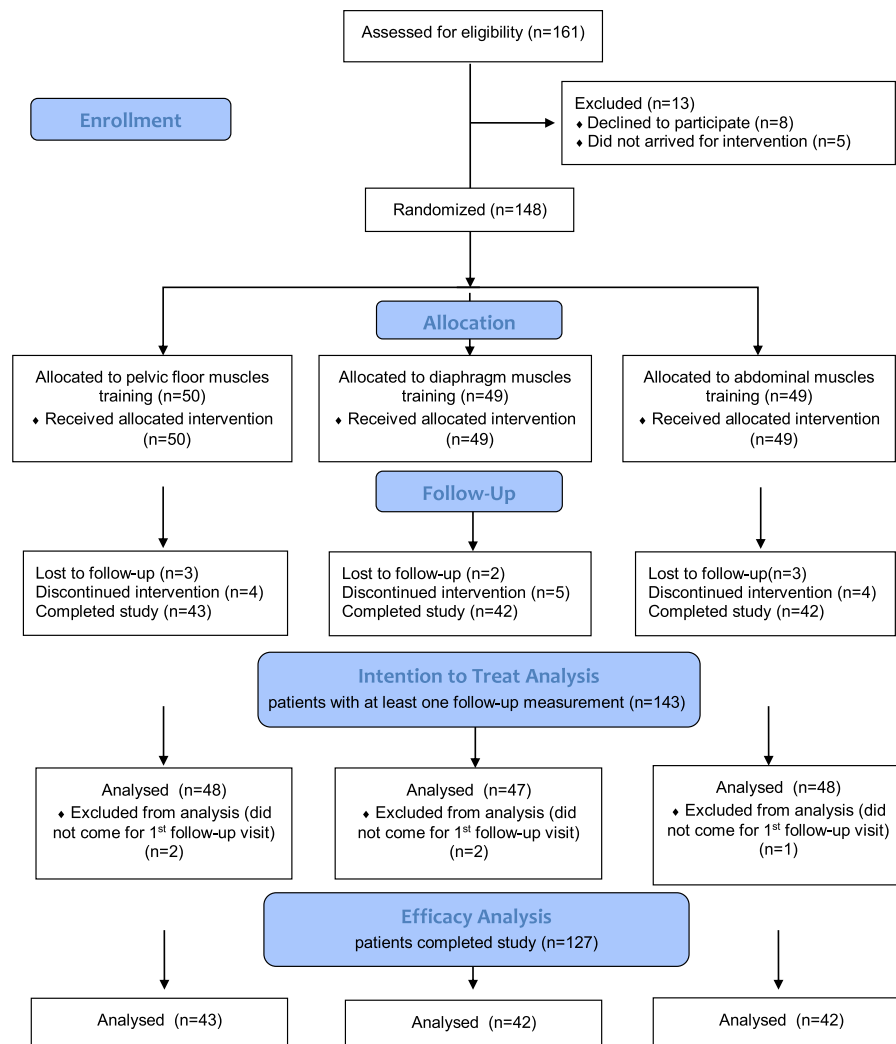 Assessed for eligibility (n=161)
Enrollment
Excluded (n=13)
♦ Declined to participate (n=8)
♦ Did not arrived for intervention (n=5)
Randomized (n=148)
Allocation
Allocated to pelvic floor muscles
training (n=50)
♦ Received allocated intervention
(n=50)
Allocated to diaphragm muscles
training (n=49)
♦ Received allocated intervention
(n=49)
Allocated to abdominal muscles
training (n=49)
♦ Received allocated intervention
(n=49)
Follow-Up
Lost to follow-up (n=3)
Discontinued intervention (n=4)
Completed study (n=43)
Lost to follow-up (n=2)
Discontinued intervention (n=5)
Completed study (n=42)
Lost to follow-up(n=3)
Discontinued intervention (n=4)
Completed study (n=42)
Intention to Treat Analysis
patients with at least one follow-up measurement (n=143)
Analysed (n=48)
♦ Excluded from analysis (did
not come for 1st follow-up visit)
(n=2)
Analysed (n=47)
♦ Excluded from analysis (did
not come for 1st follow-up visit)
(n=2)
Analysed (n=48)
♦ Excluded from analysis (did
not come for 1st follow-up visit)
(n=1)
Efficacy Analysis
patients completed study (n=127)
Analysed (n=43)
Analysed (n=42)
Analysed (n=42)